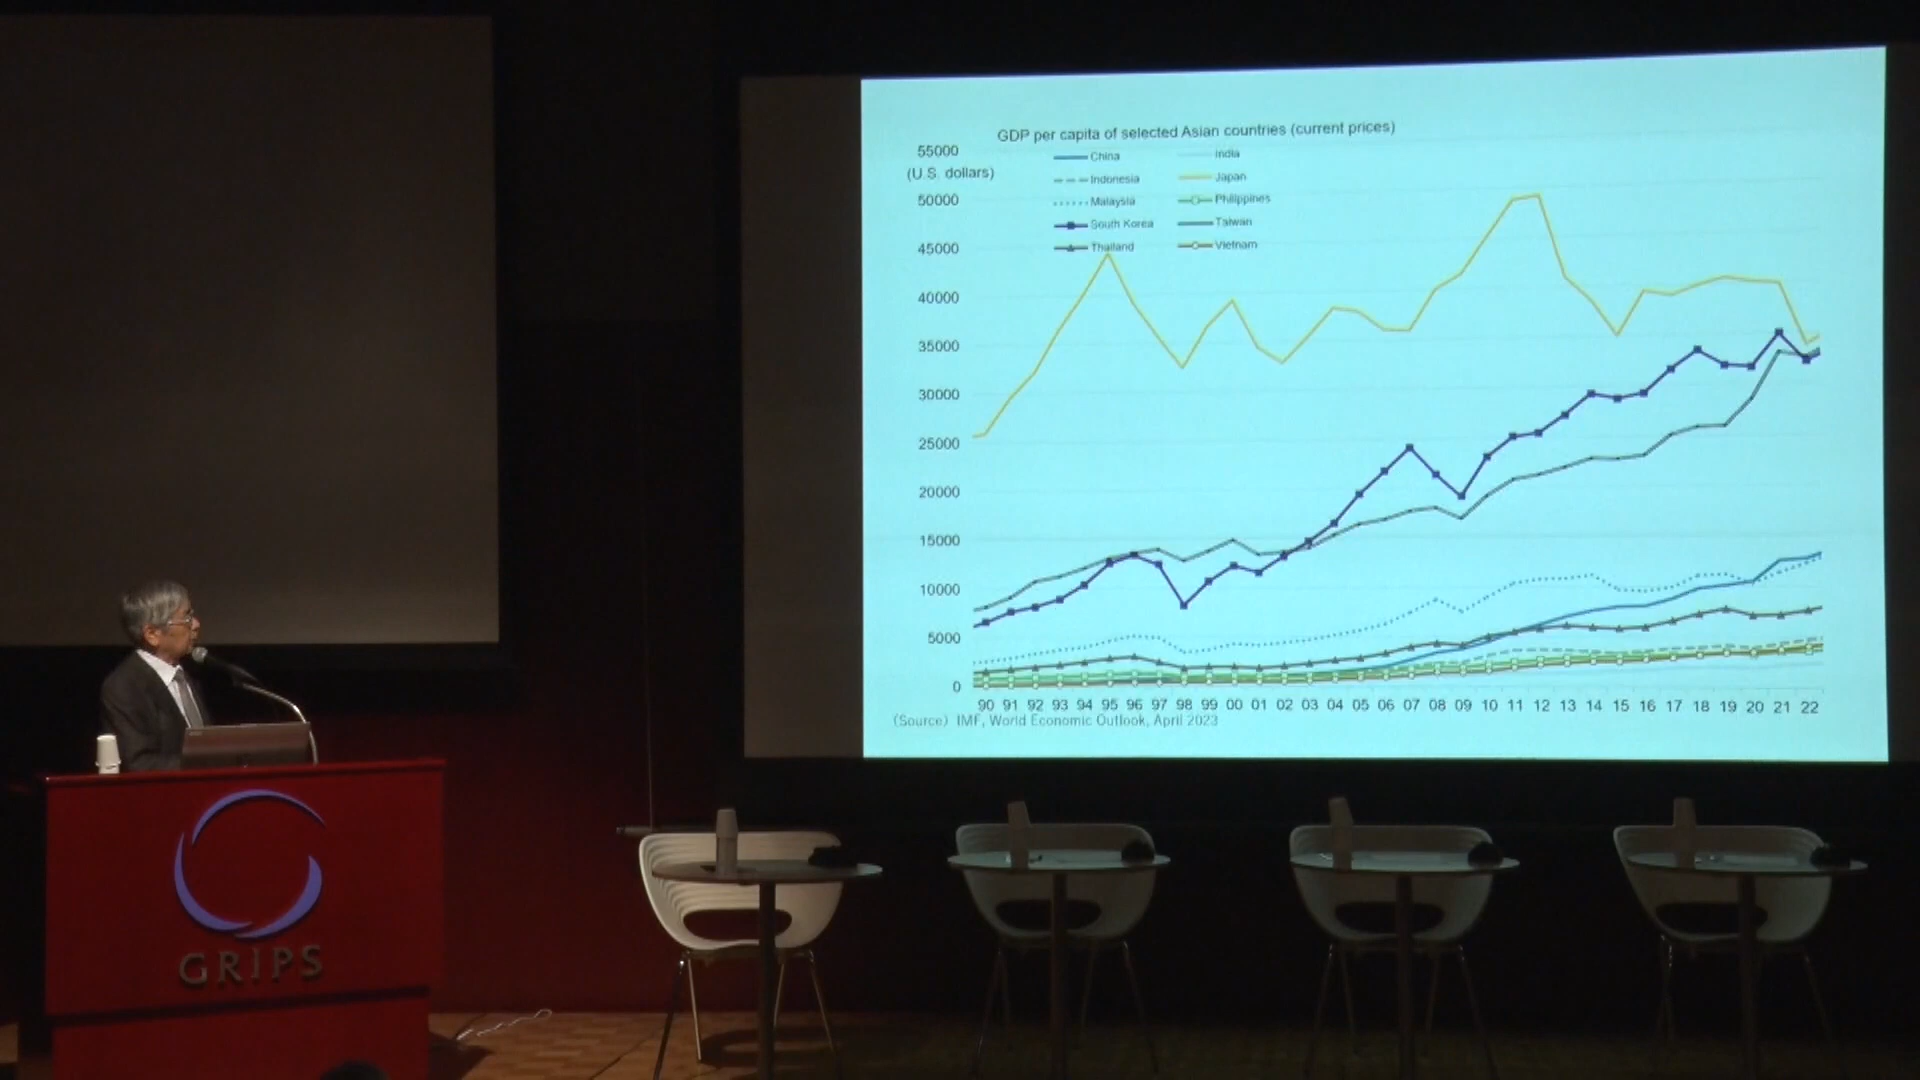 GDP per capita of selected Asian countries (current prices)
55000
(U.S. dollars)
50000
45000
40000
35000
30000
25000
20000
15000
10000
5000
0
China
India
Indonesia
Japan
Malaysia
Philippines
South Korea
Taiwan
Thailand
Vietnam
90 91 92 93 94 95 96 97 98 99 00 01 02 03 04 05 06 07 08 09 10 11 12 13 14 15 16 17 18 19 20 21 22
(Source) IMF, World Economic Outlook, April 2023
GRIPS